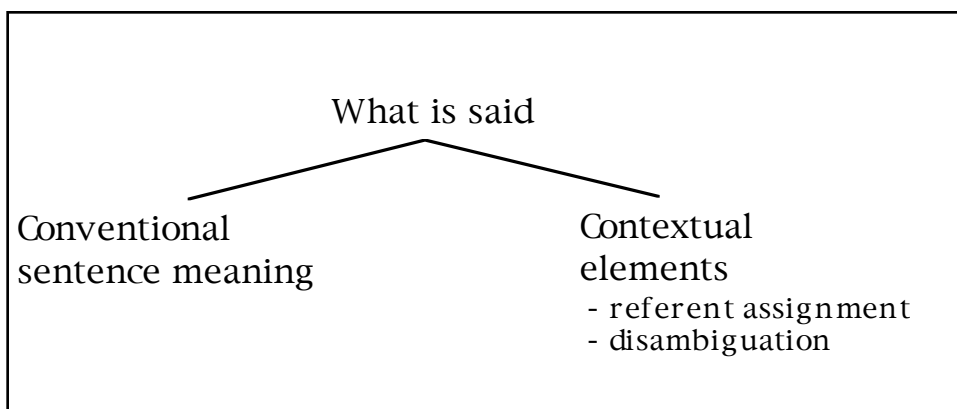 What is said
Conventional
sentence meaning
Contextual
elements
- referent assignment
- disambiguation